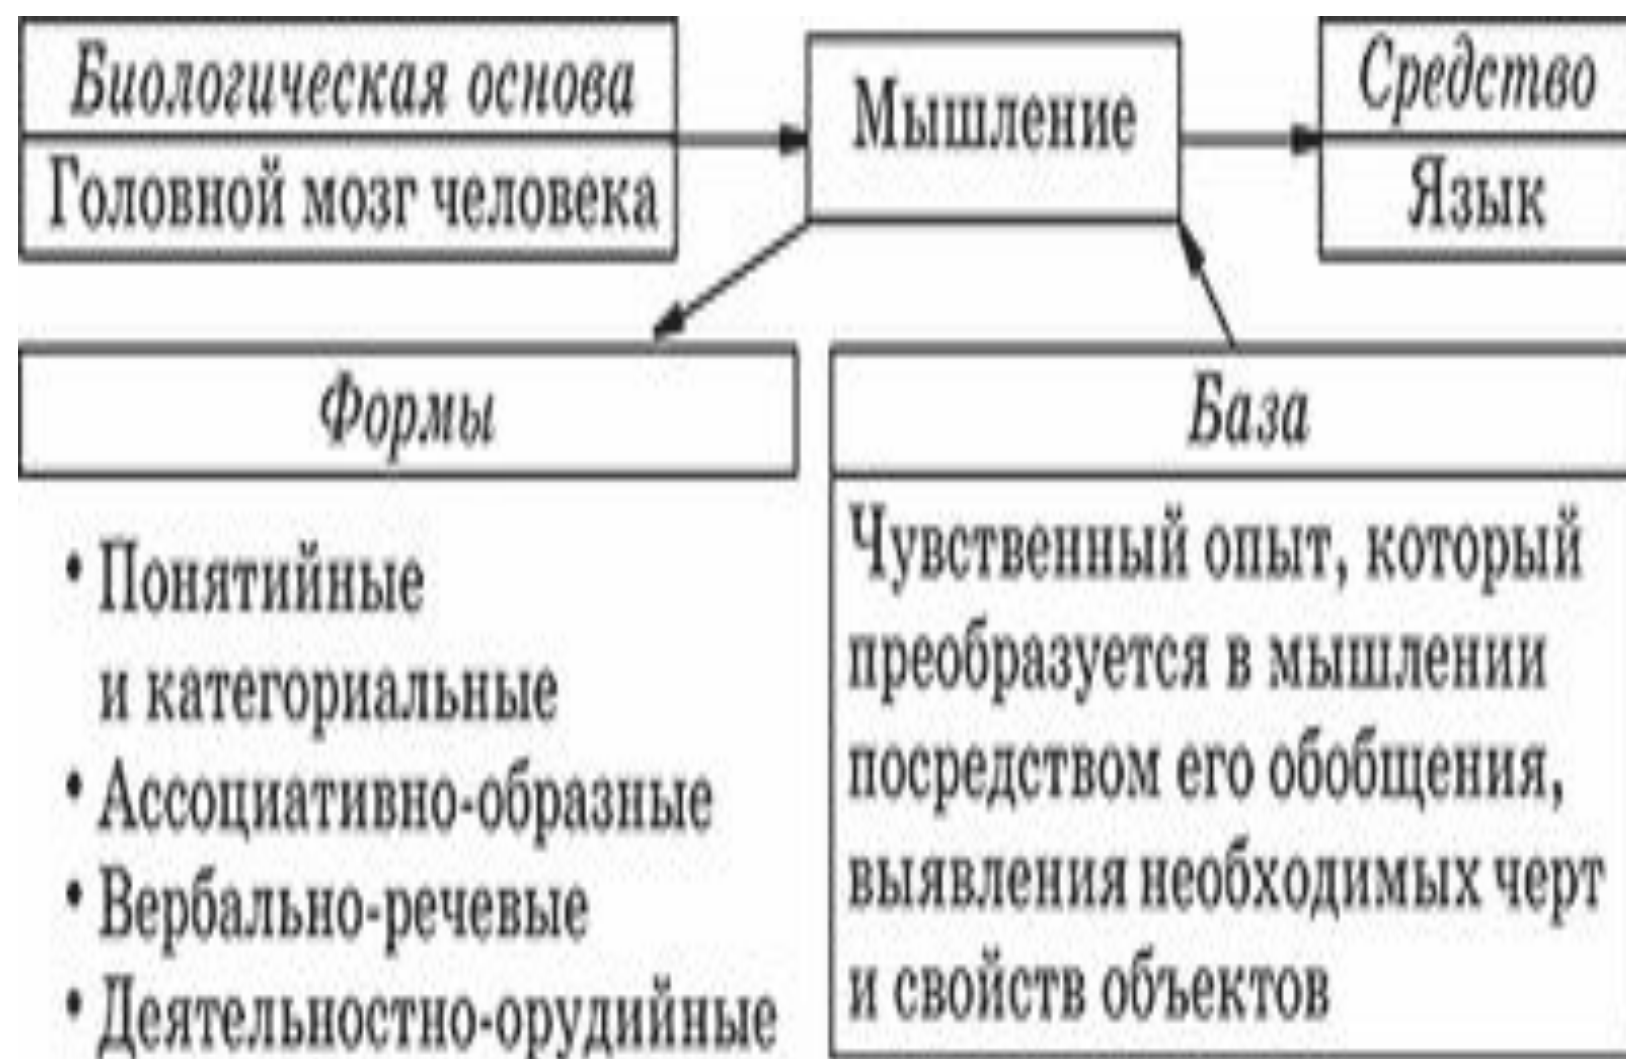 Биологическая основа
Головной мозг человека
Мышление
Средство
Язык
Формы
• Понятийные
и категориальные
• Ассоциативно-образные
• Вербально-речевые
• Деятельностно-орудийные
База
Чувственный опыт, который
преобразуется в мышлении
посредством его обобщения,
выявления необходимых черт
и свойств объектов